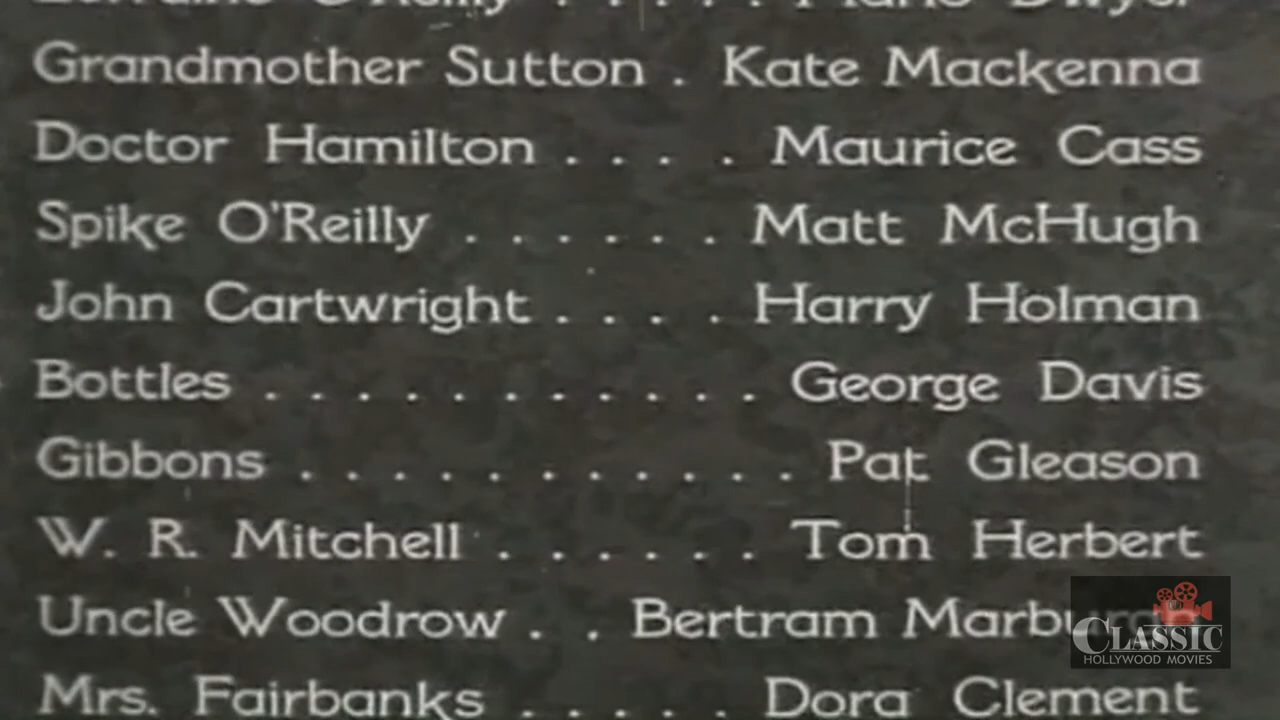 Grandmother Sutton . Kate Mackenna
Doctor Hamilton . . . . Maurice Cass
Spike O'Reilly . . . . . . Matt McHugh
John Cartwright . . . . Harry Holman
Bottles . . . . . . . . . . . George Davis
Gibbons . . . . . . . . . . . Pat Gleason
W. R. Mitchell . . . . . . Tom Herbert
Uncle Woodrow . . Bertram
Mrs. Fairbanks . . . . . Dora Clement
CLASSIC
HOLLYWOOD MOVIES